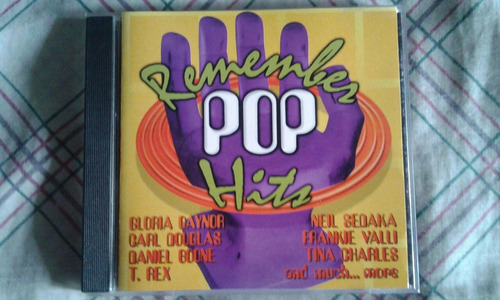 Remember
POP
Hits
GLORIA GAYNOR
CARL DOUGLAS
DANIEL BOONE
T. REX
NEIL SEDAKA
FRANKIE VALLI
TINA CHARLES
and much... more